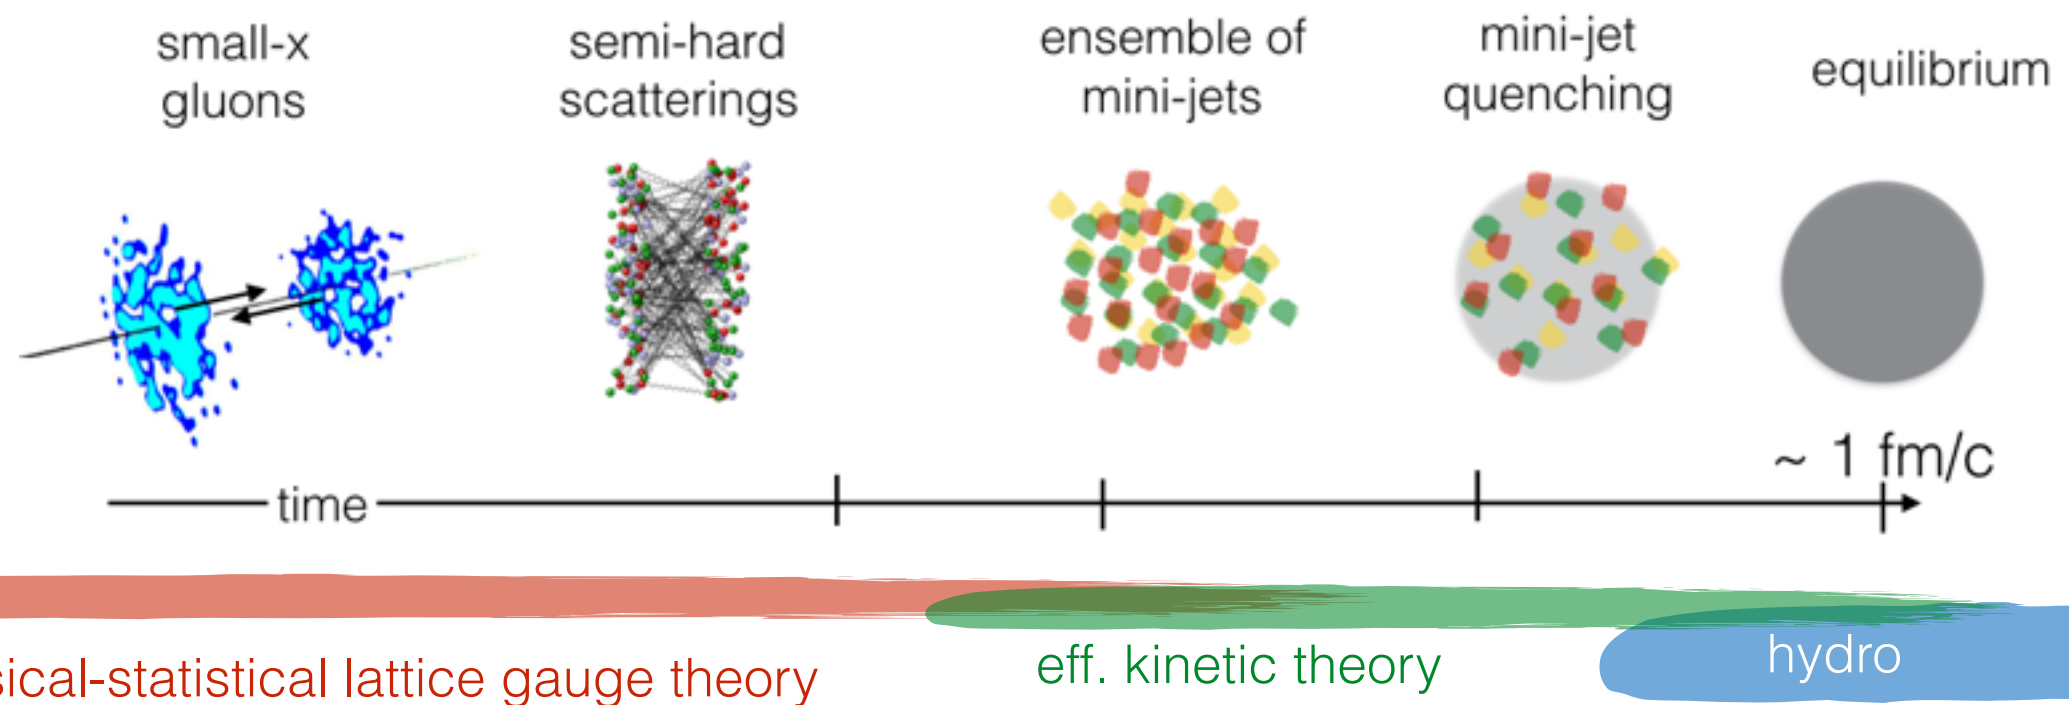 small-x
gluons
semi-hard
scatterings
ensemble of
mini-jets
mini-jet
quenching
equilibrium
~ 1 fm/c
time
sical-statistical lattice gauge theory
eff. kinetic theory
hydro